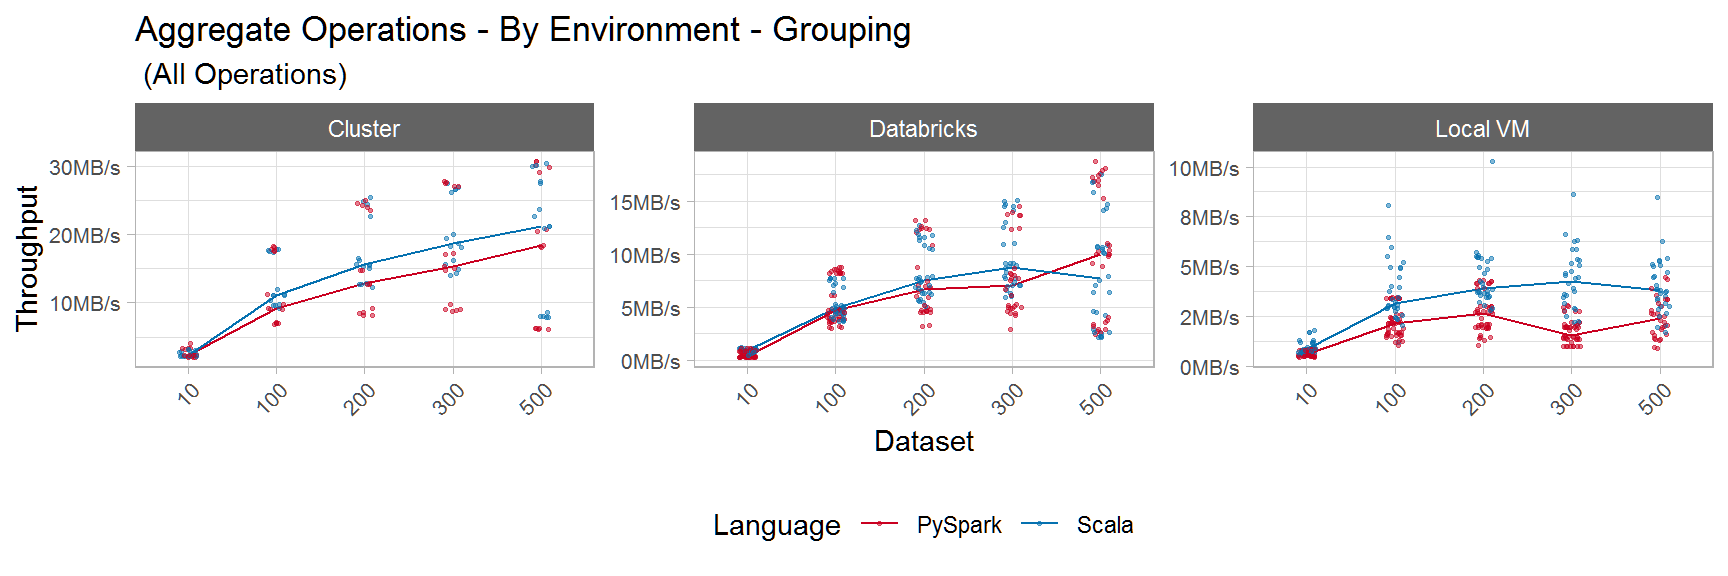 Aggregate Operations - By Environment - Grouping
(All Operations)
Cluster
Databricks
Local VM
Throughput
30MB/s
20MB/s
10MB/s
15MB/s
10MB/s
5MB/s
0MB/s
10MB/s
8MB/s
5MB/s
2MB/s
0MB/s
10 100 200 300 500
10 100 200 300 500
10 100 200 300 500
Dataset
Language PySpark Scala